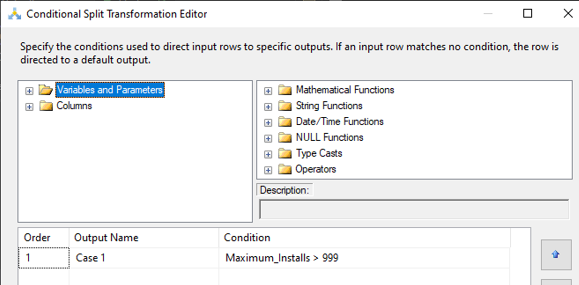 Conditional Split Transformation Editor
Specify the conditions used to direct input rows to specific outputs. If an input row matches no condition, the row is
directed to a default output.
Variables and Parameters
Columns
Mathematical Functions
String Functions
Date/Time Functions
NULL Functions
Type Casts
Operators
Description:
Order Output Name Condition
1 Case 1 Maximum_Installs > 999